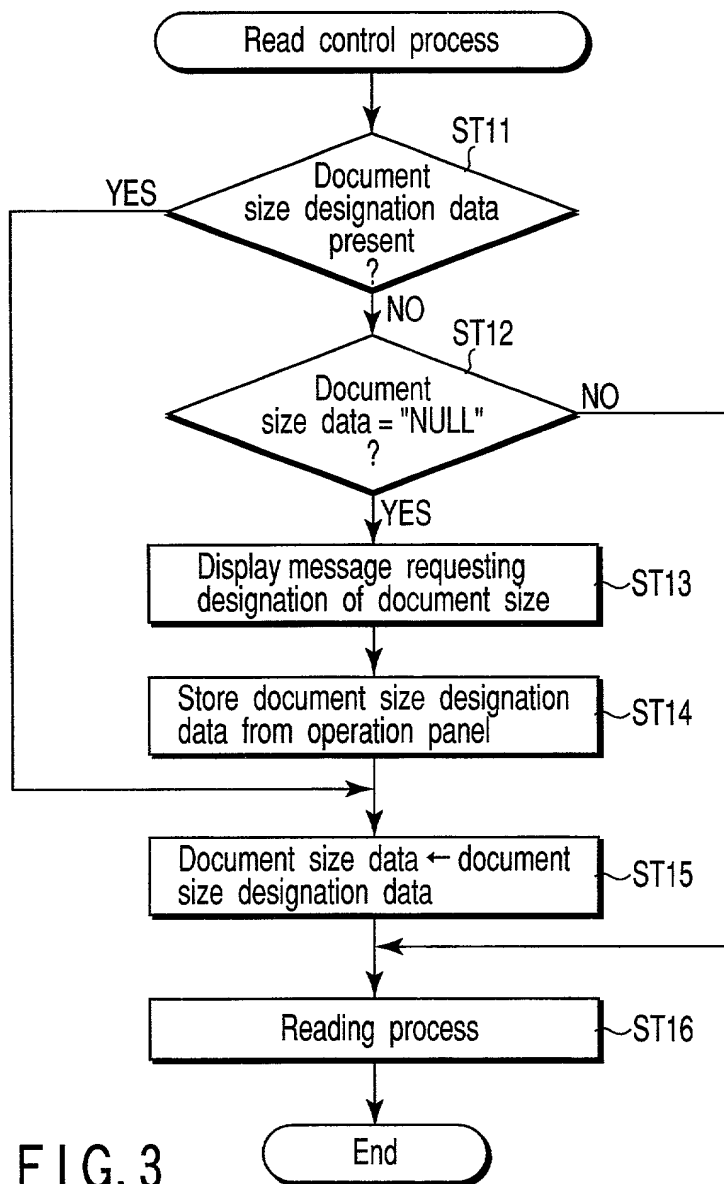 Read control process
ST11
Document
size designation data
present
?
YES
NO
ST12
Document
size data = "NULL"
?
NO
YES
Display message requesting
designation of document size
ST13
Store document size designation
data from operation panel
ST14
Document size data ← document
size designation data
ST15
Reading process
ST16
End
FIG. 3